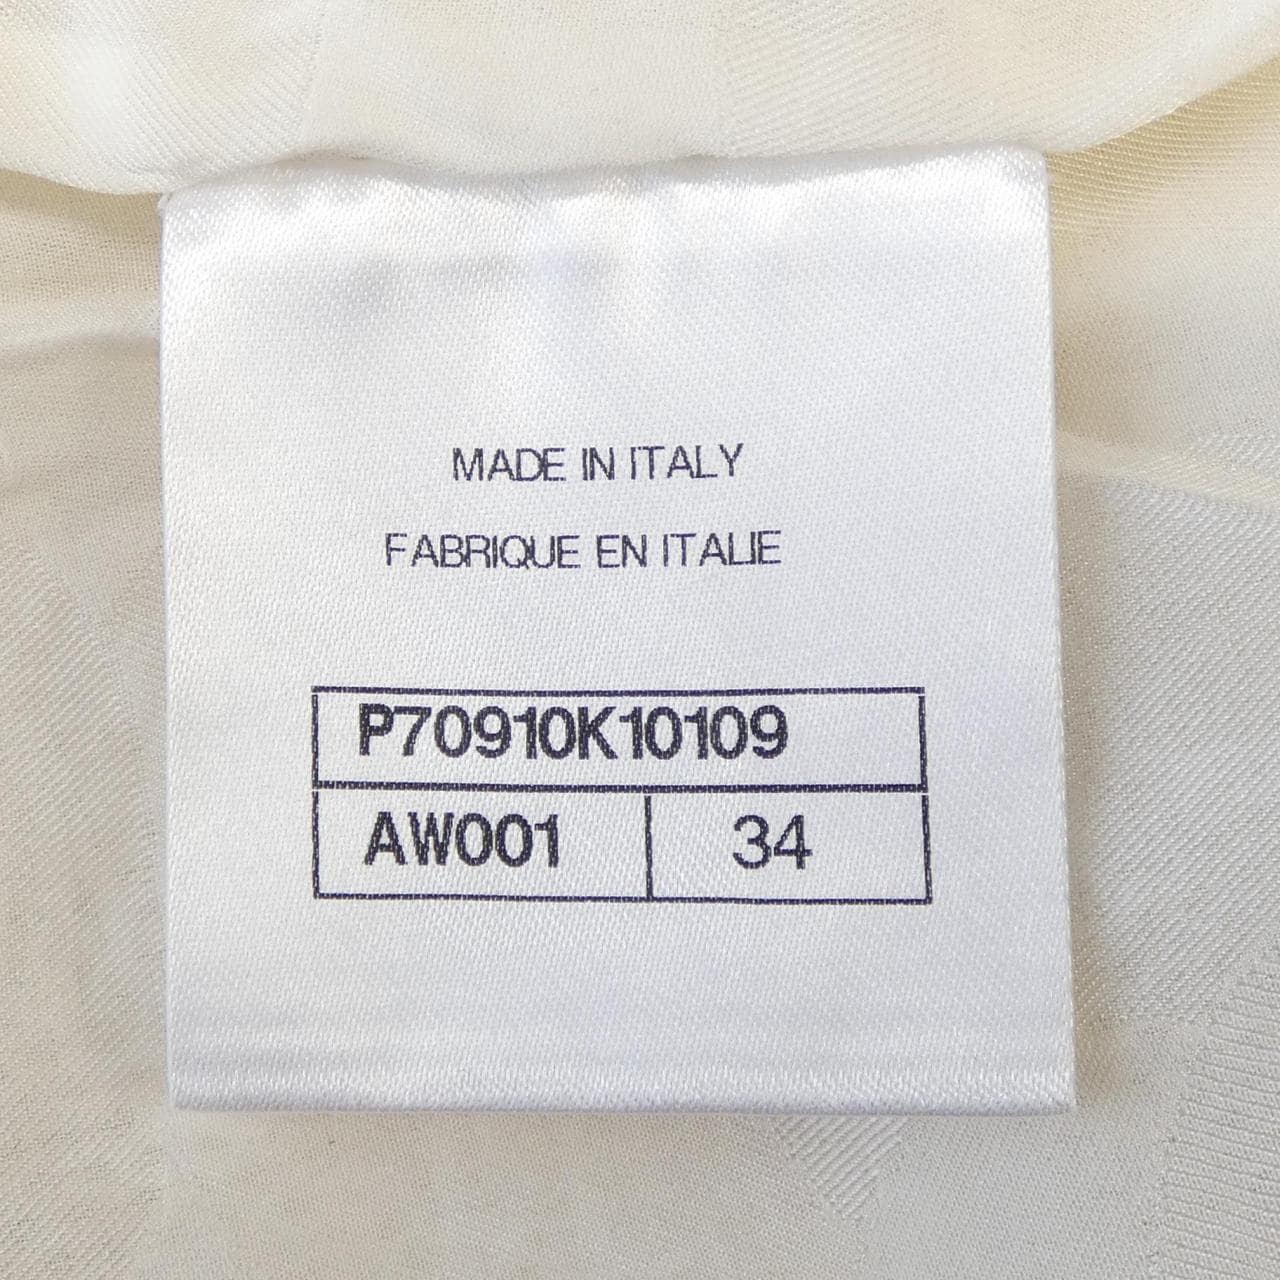 MADE IN ITALY
FABRIQUE EN ITALIE
P70910K10109
AW001 34